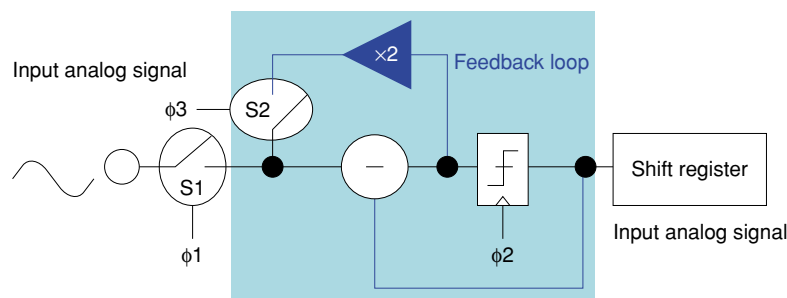 ×2
Input analog signal
Feedback loop
ϕ3
S2
S1
Shift register
Input analog signal
ϕ1
ϕ2